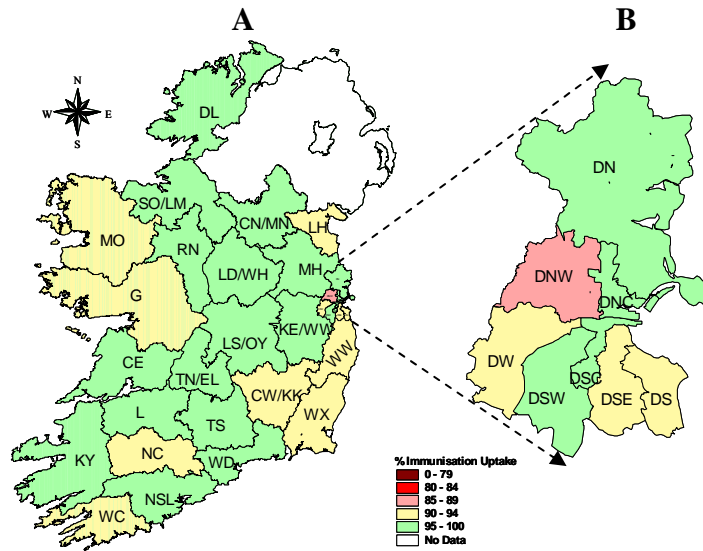 A
B
N
W E
S
DL
SO/LM
CN/MN
LH
MO
RN
LD/WH
MH
G
KE/WW
LS/OY
WW
CE
TN/EL
CW/KK
L
TS
WX
NC
KY
WD
NSL
WC
DN
DNW
DNC
DW
DSC
DSW
DSE
DS
% Immunisation Uptake
0 - 79
80 - 84
85 - 89
90 - 94
95 - 100
No Data